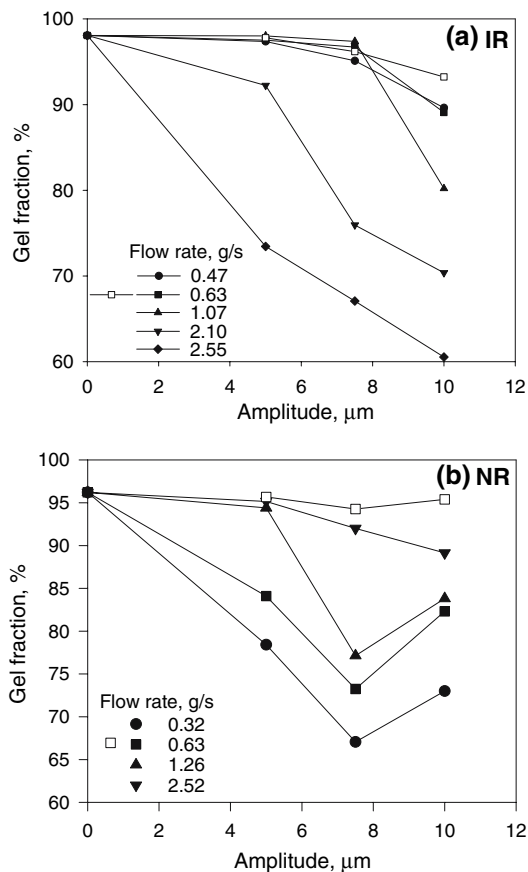 (a) IR
100
90
80
70
60
Gel fraction, %
Flow rate, g/s
0.47
0.63
1.07
2.10
2.55
0 2 4 6 8 10 12
Amplitude, μm
(b) NR
100
95
90
85
80
75
70
65
60
Gel fraction, %
Flow rate, g/s
0.32
0.63
1.26
2.52
0 2 4 6 8 10 12
Amplitude, μm